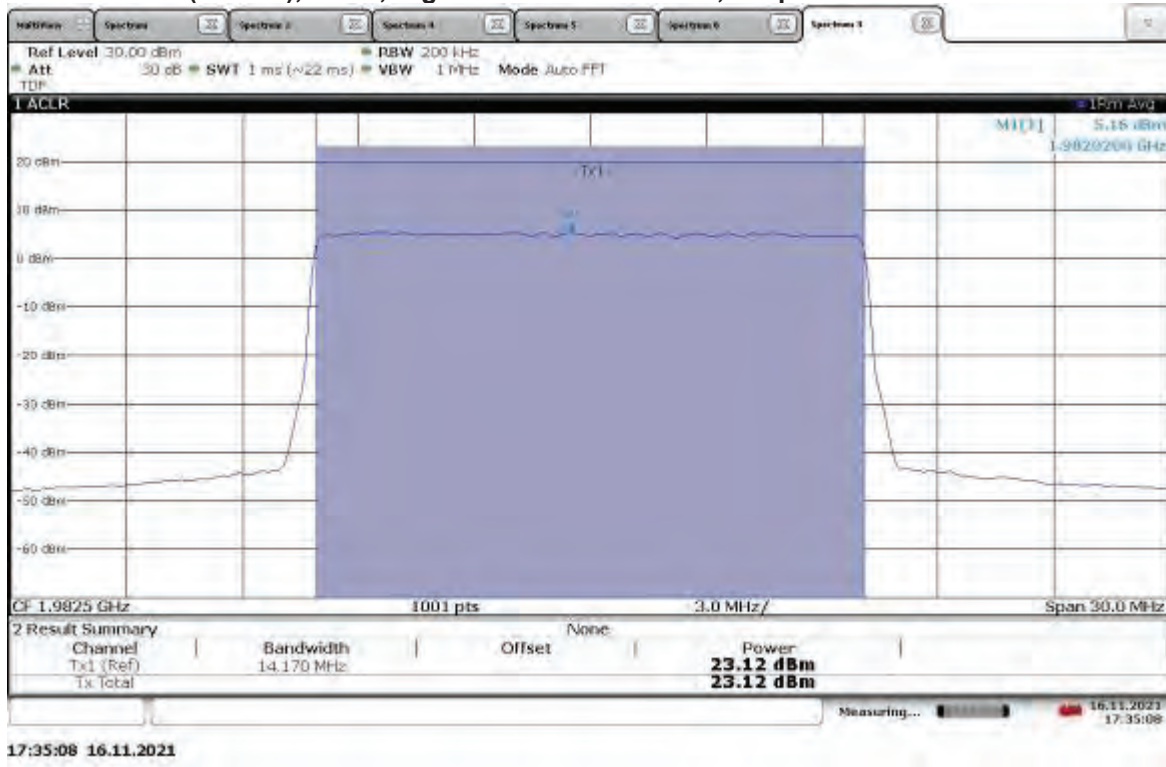 MultiView Spectrum Spectrum 2 Spectrum 4 Spectrum 5 Spectrum 6 Spectrum 3
Ref Level 30.00 dBm RBW 200 kHz
Att 30 dB SWT 1 ms (~22 ms) VBW 1 MHz Mode Auto FFT
TDF
1 ACLR 1Rm Avg
M1[1] 5.16 dBm
1.9820200 GHz
20 dBm
Tx1
10 dBm
0 dBm
-10 dBm
-20 dBm
-30 dBm
-40 dBm
-50 dBm
-60 dBm
CF 1.9825 GHz 1001 pts 3.0 MHz/ Span 30.0 MHz
2 Result Summary None
Channel | Bandwidth | Offset | Power |
Tx1 (Ref) 14.170 MHz 23.12 dBm
Tx Total 23.12 dBm
Measuring... 16.11.2021
17:35:08
17:35:08 16.11.2021